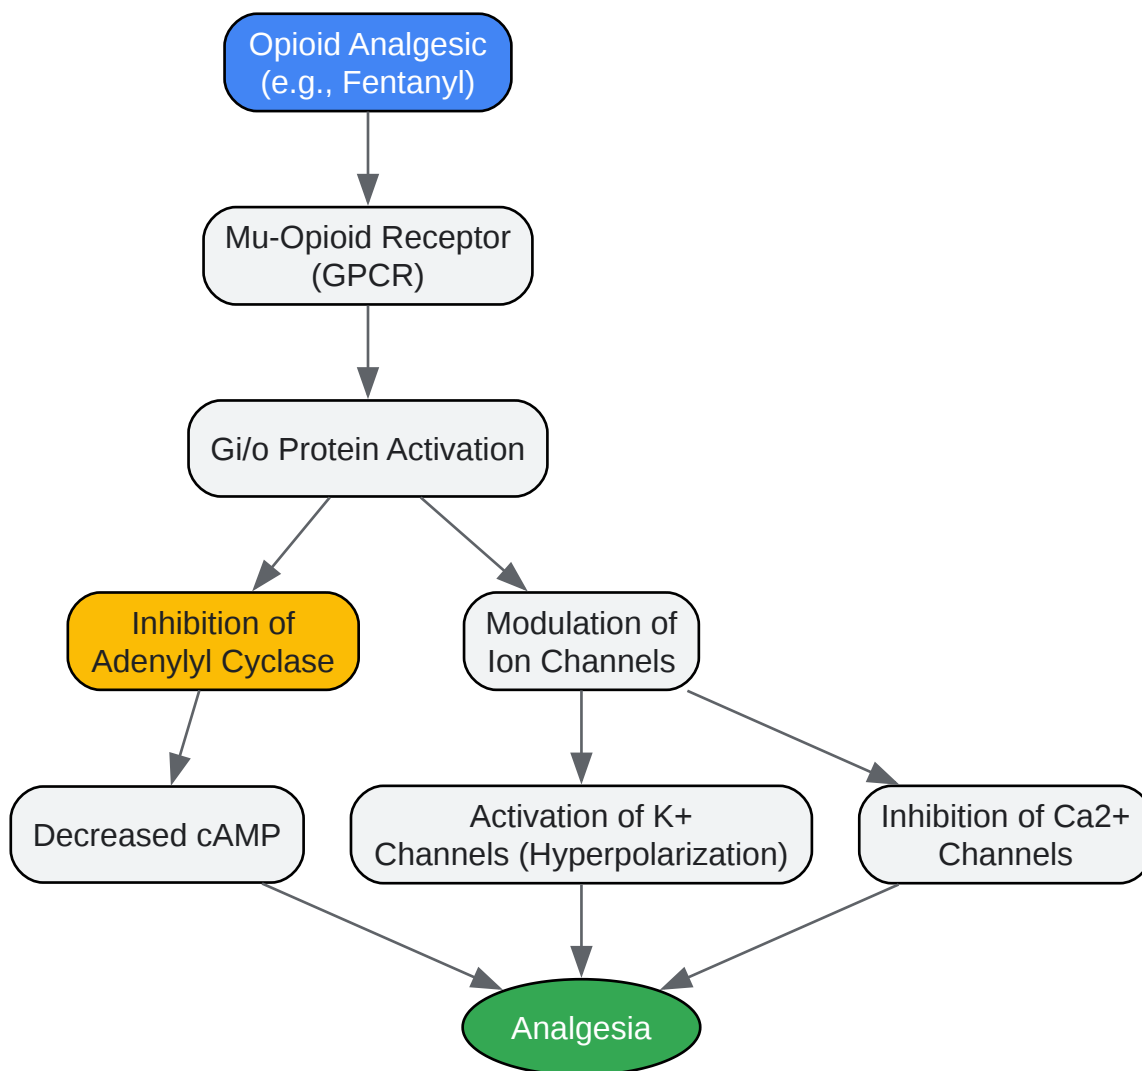 Opioid Analgesic
(e.g., Fentanyl)
Mu-Opioid Receptor
(GPCR)
Gi/o Protein Activation
Inhibition of
Adenylyl Cyclase
Modulation of
Ion Channels
Decreased cAMP
Activation of K+
Channels (Hyperpolarization)
Inhibition of Ca2+
Channels
Analgesia